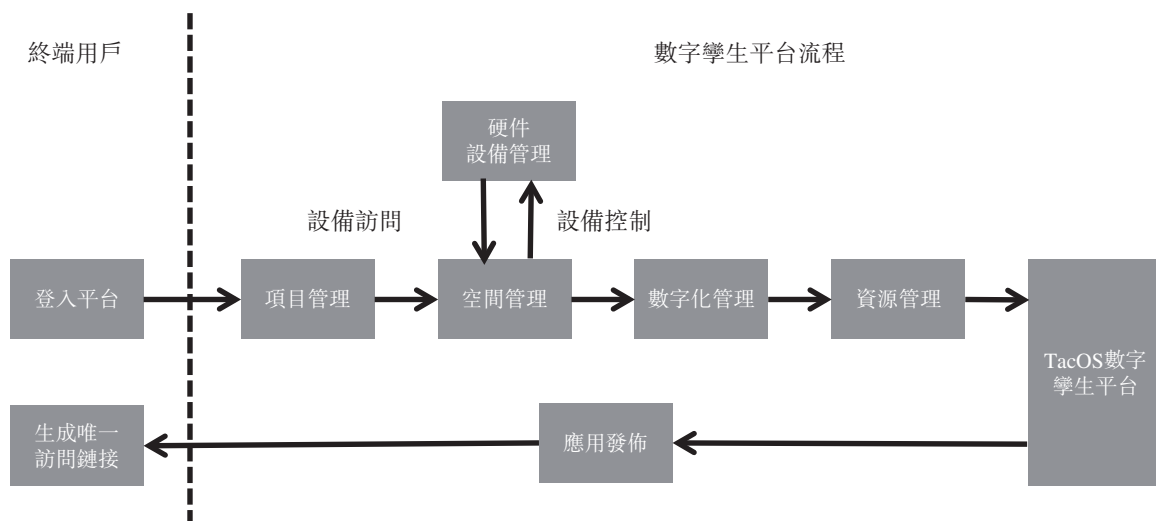 終端用戶
數字孿生平台流程
硬件
設備管理
設備訪問
設備控制
登入平台
項目管理
空間管理
數字化管理
資源管理
TacOS數字
孿生平台
生成唯一
訪問鏈接
應用發佈